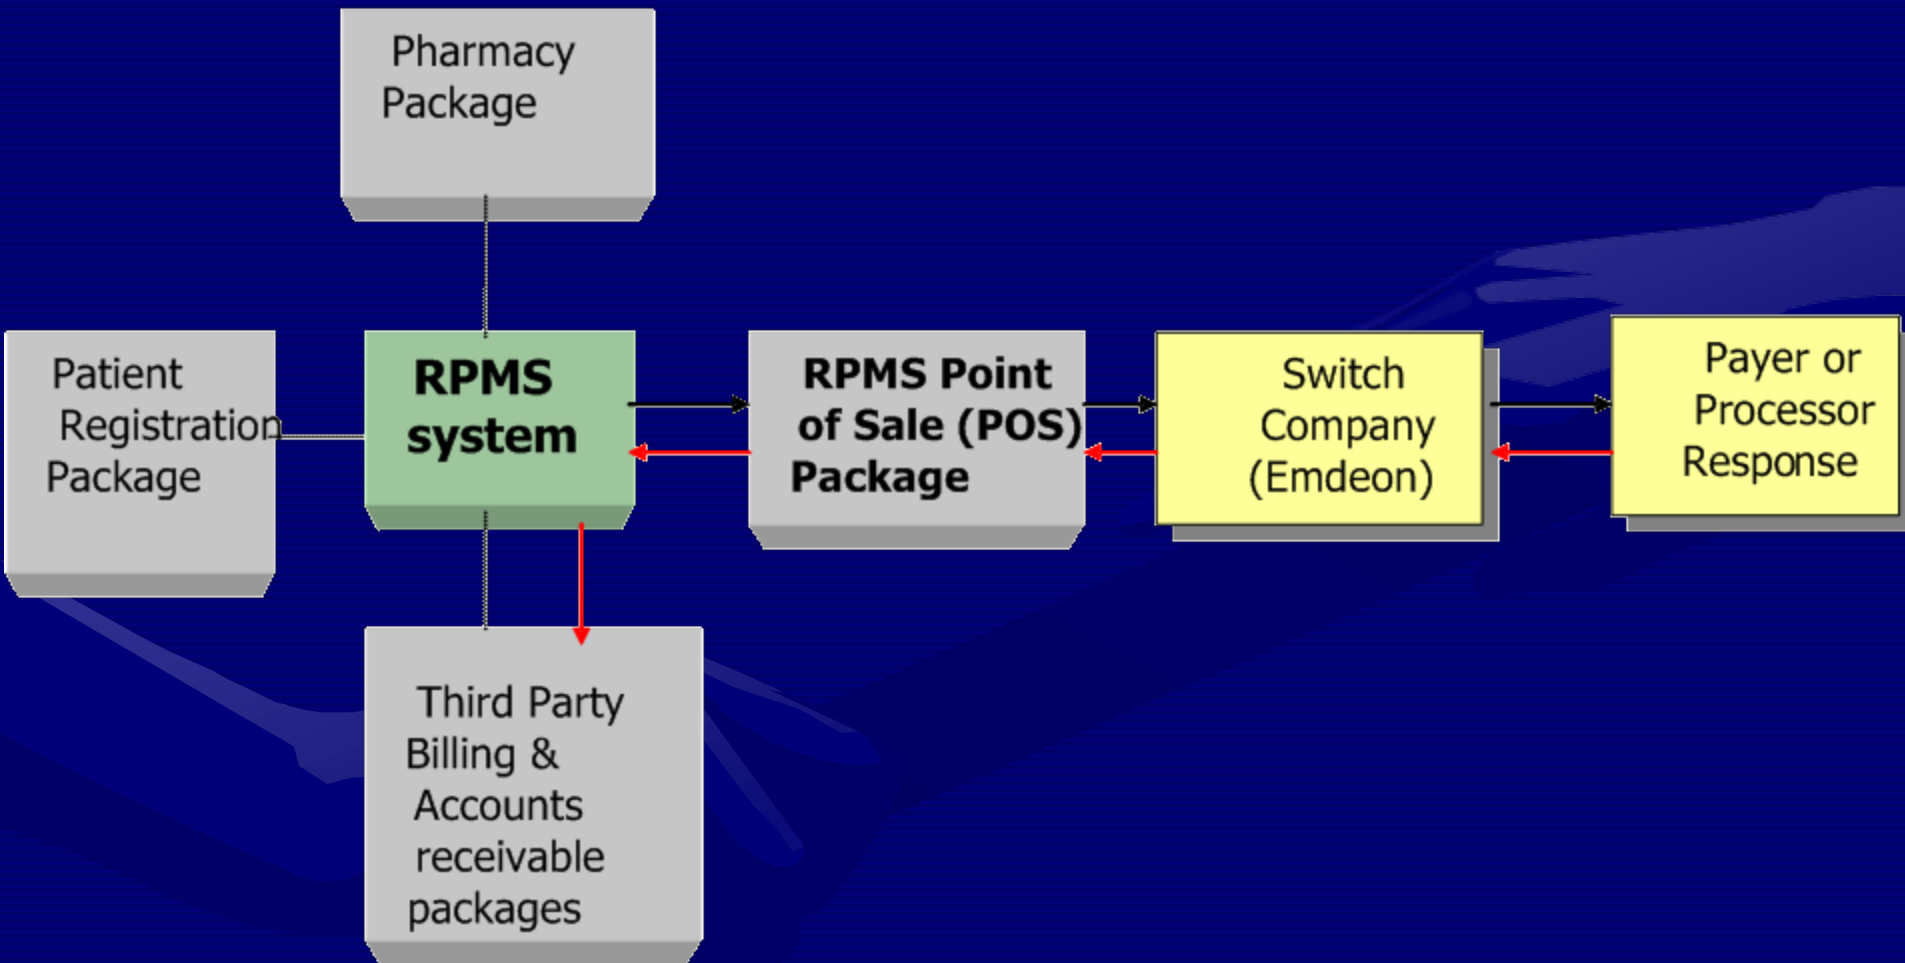 Pharmacy
Package
Patient
Registration
Package
RPMS
system
RPMS Point
of Sale (POS)
Package
Switch
Company
(Emdeon)
Payer or
Processor
Response
Third Party
Billing &
Accounts
receivable
packages